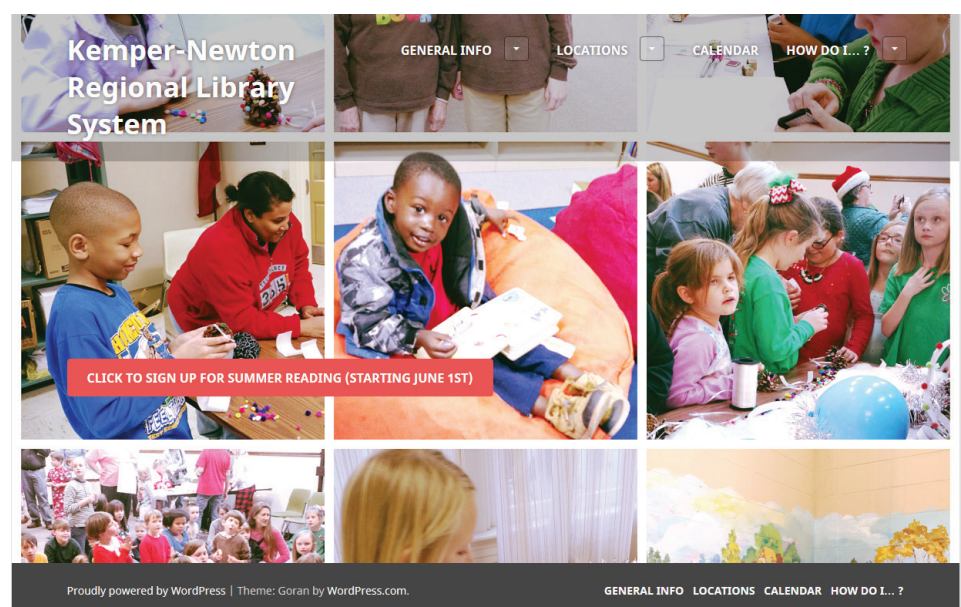 DOWN
Kemper-Newton
Regional Library
System
GENERAL INFO
LOCATIONS
CALENDAR
HOW DO I... ?
CLICK TO SIGN UP FOR SUMMER READING (STARTING JUNE 1ST)
Proudly powered by WordPress | Theme: Goran by WordPress.com.
GENERAL INFO LOCATIONS CALENDAR HOW DO I... ?